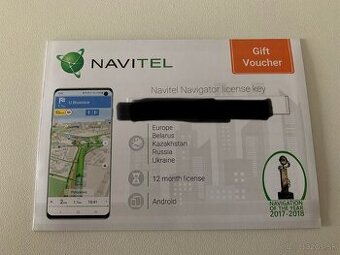 NAVITEL
Gift
Voucher
Navitel Navigator license key
Europe
Belarus
Kazakhstan
Russia
Ukraine
12 month license
Android
NAVIGATION
OF THE YEAR
2017-2018